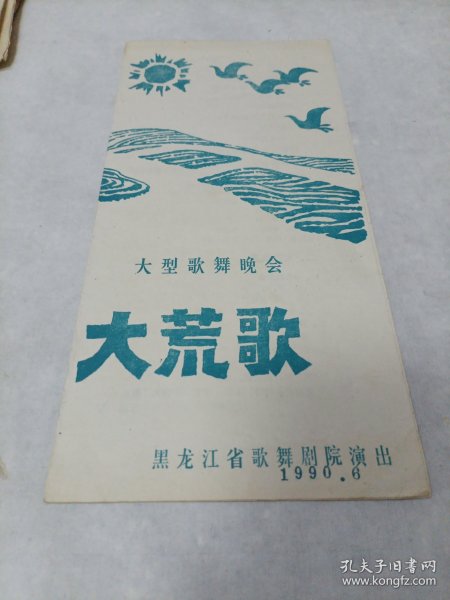 大型歌舞晚会
大荒歌
黑龙江省歌舞剧院演出
1990.6
孔夫子旧书网
www.kongfz.com